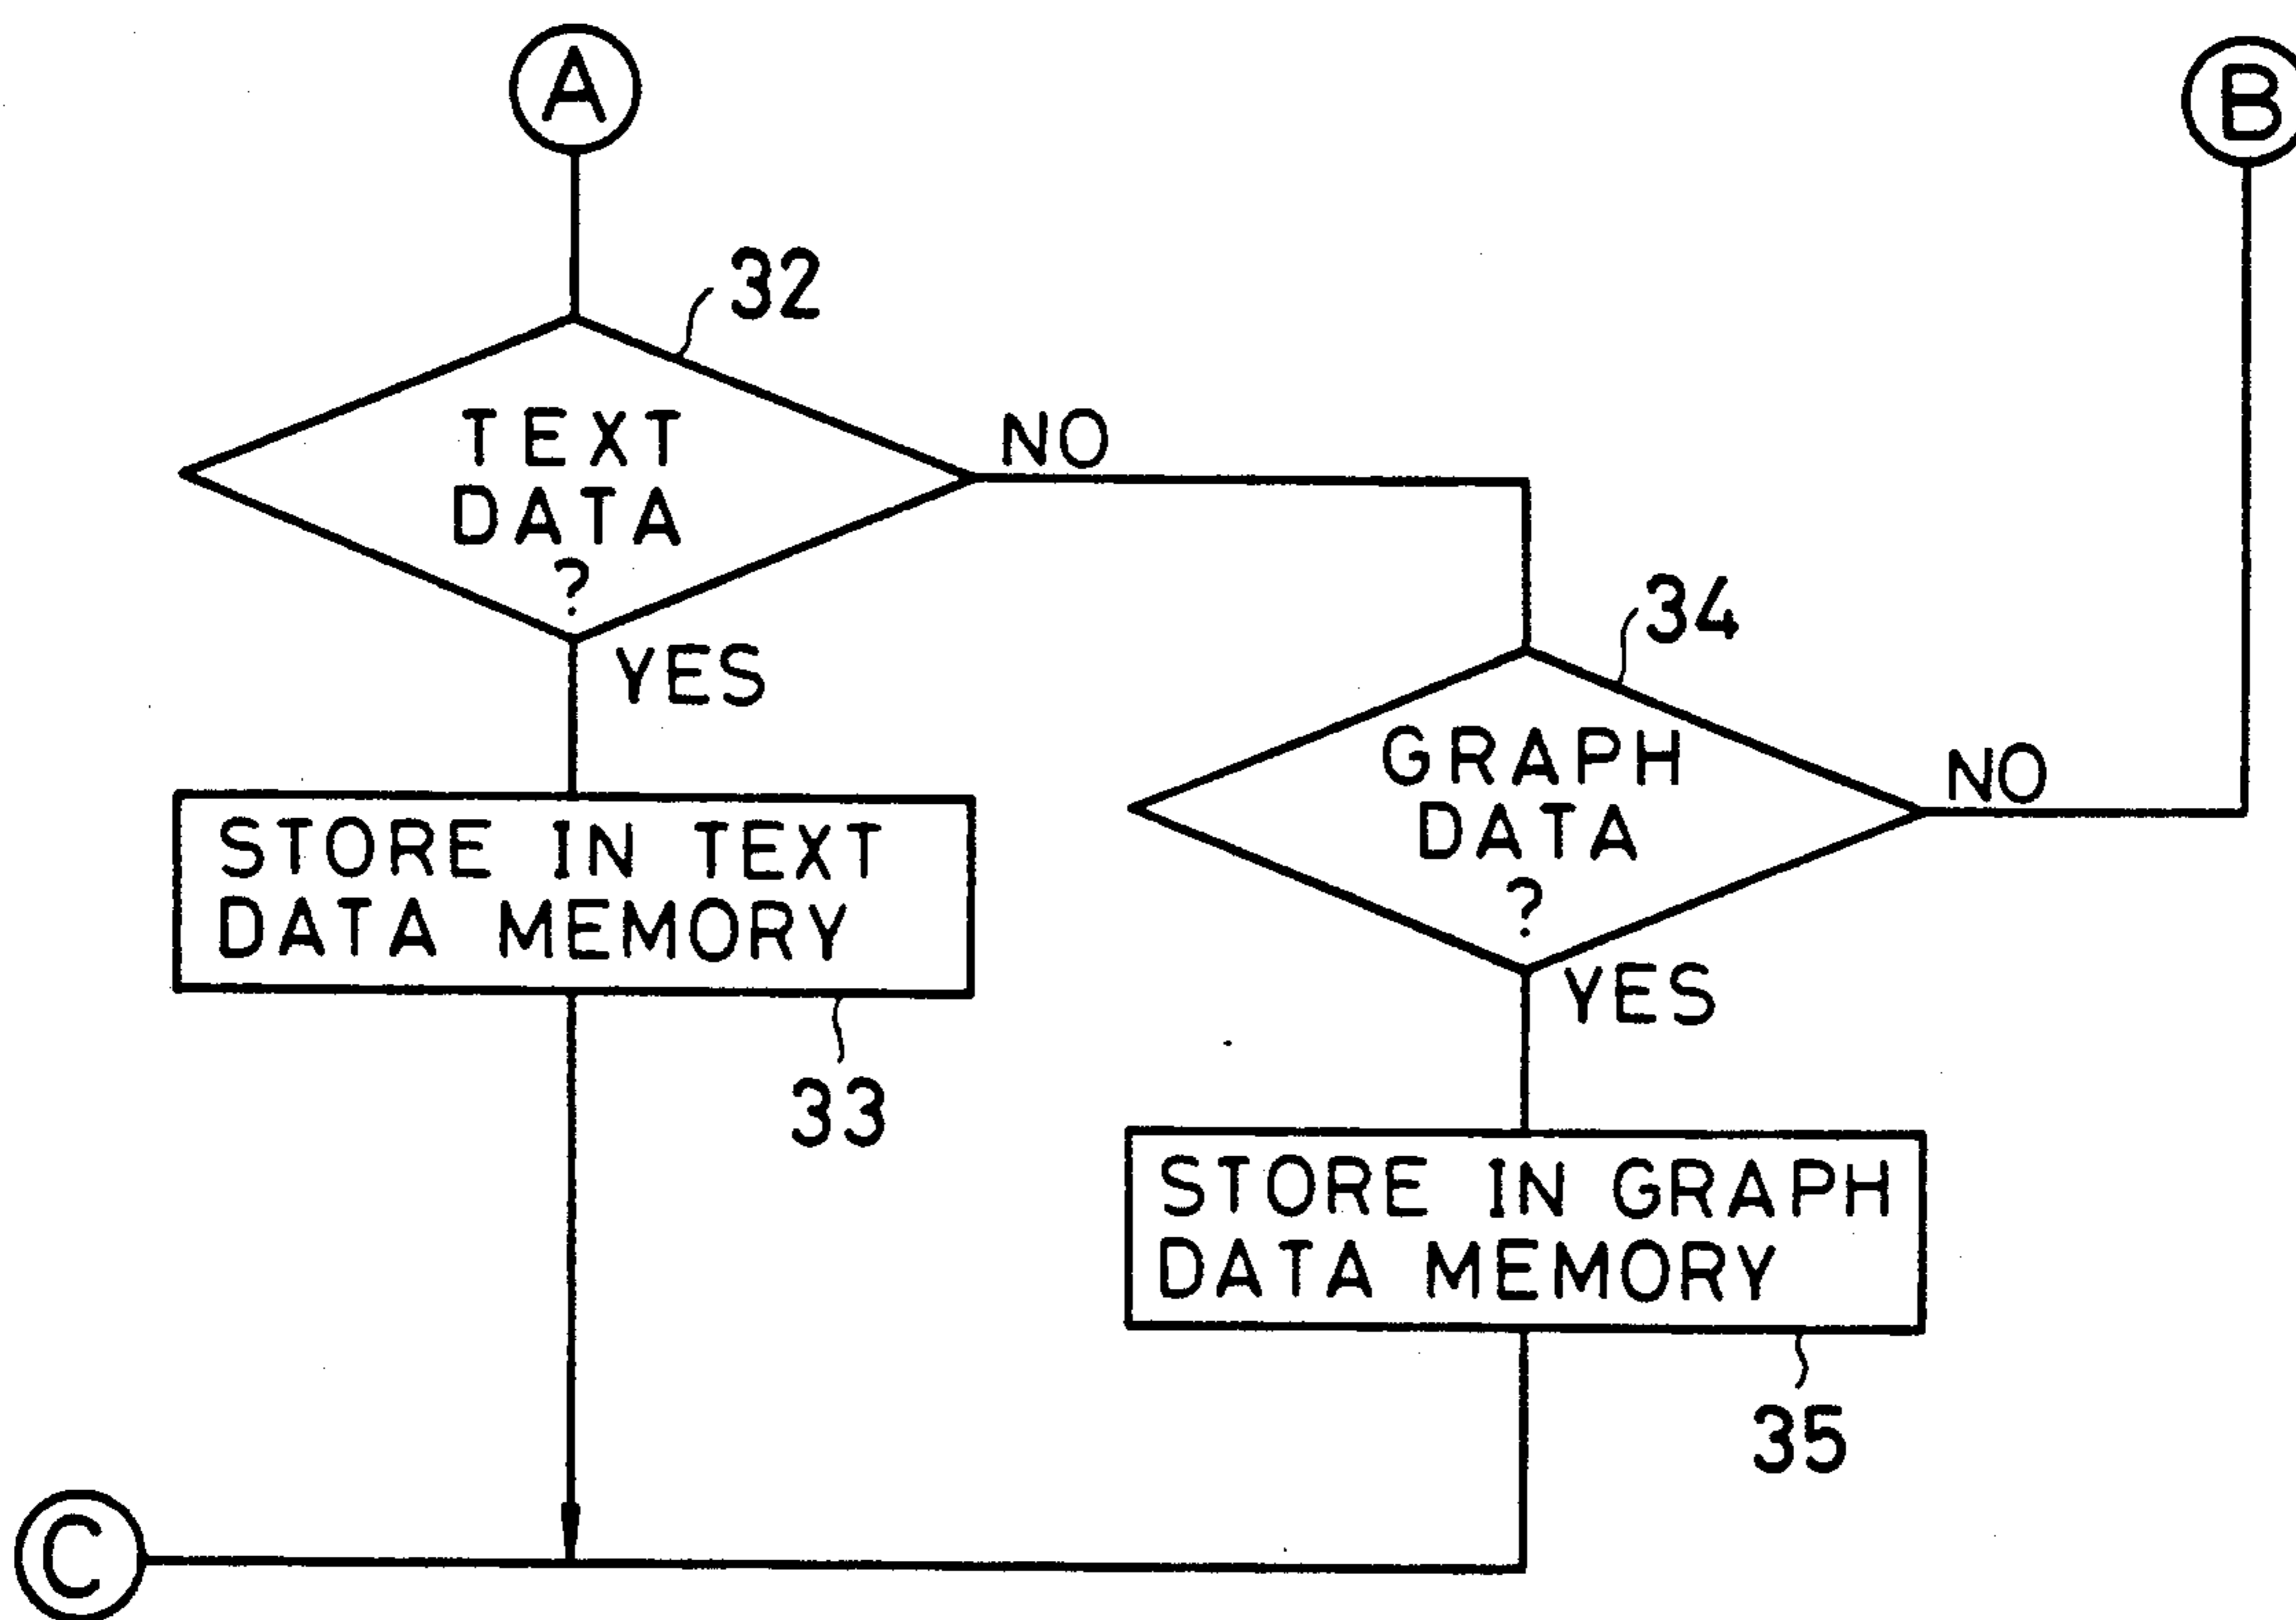 A
B
32
TEXT
DATA
?
NO
YES
34
GRAPH
DATA
?
NO
YES
STORE IN TEXT
DATA MEMORY
33
STORE IN GRAPH
DATA MEMORY
35
C